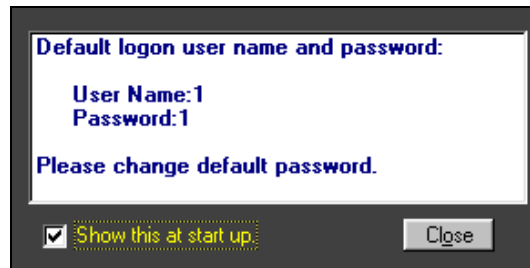 Default logon user name and password:
User Name:1
Password:1
Please change default password.
Show this at start up.
Close